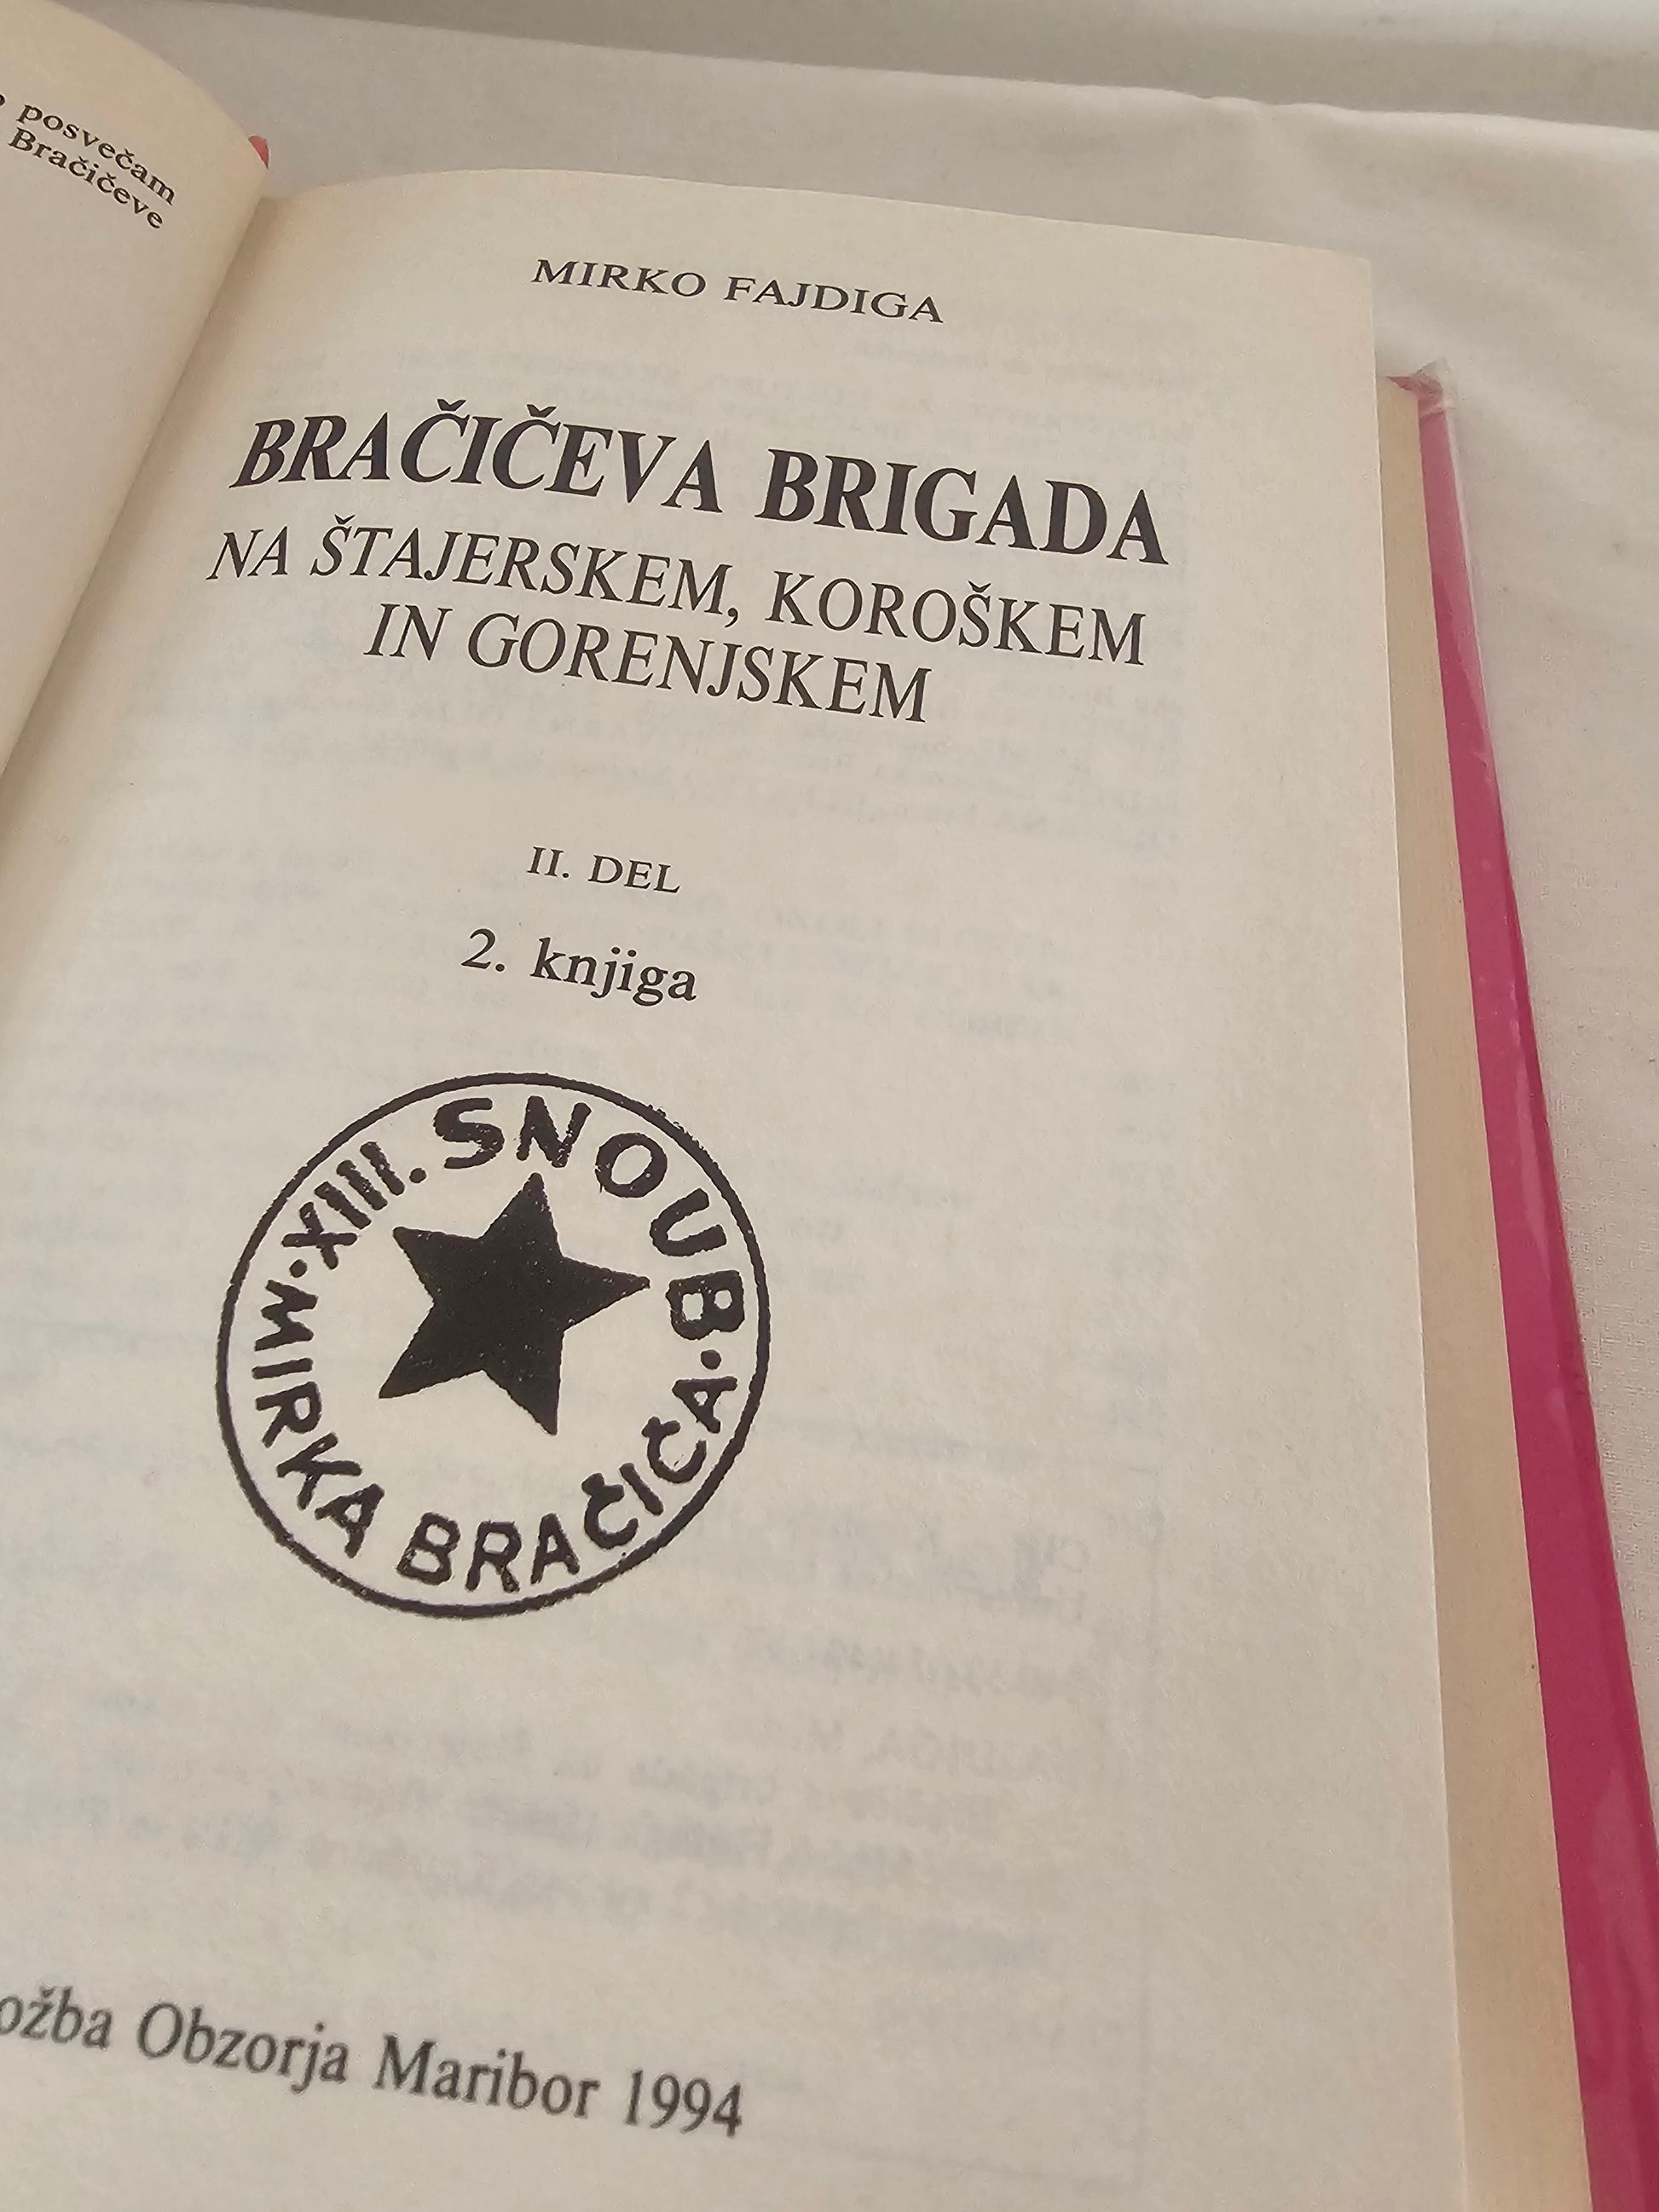 posvečam
Bračičeve
MIRKO FAJDIGA
BRAČIČEVA BRIGADA
NA ŠTAJERSKEM, KOROŠKEM
IN GORENJSKEM
II. DEL
2. knjiga
XIII. SNOUB
MIRKA BRAČIČA
Obzorja Maribor 1994